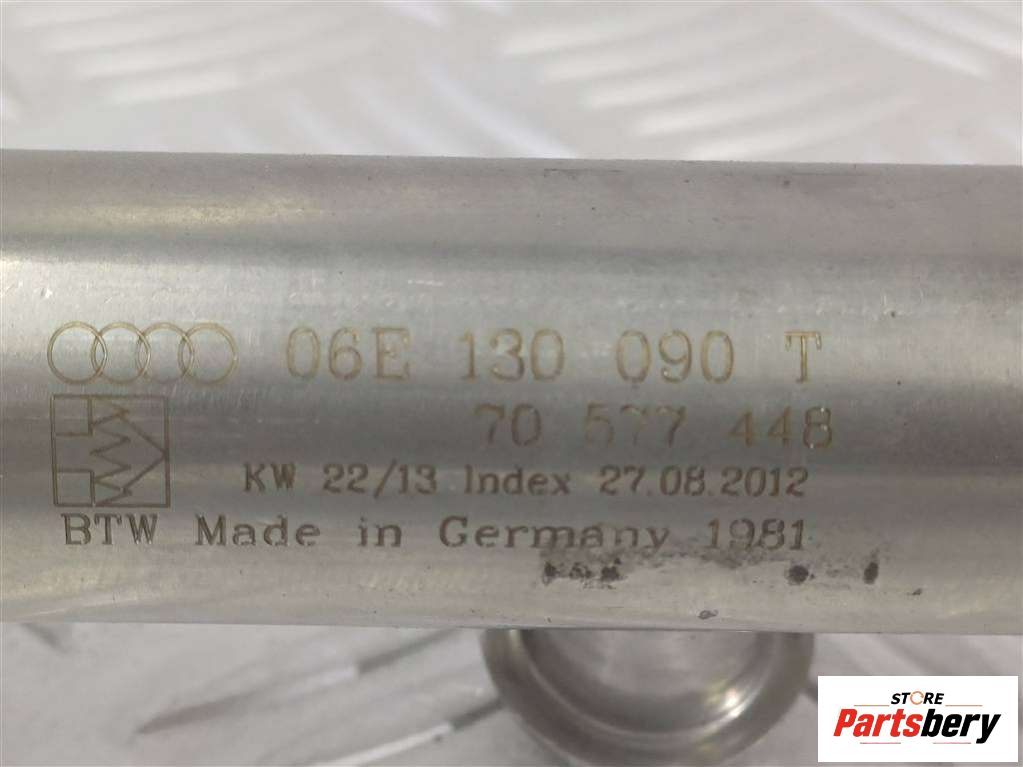 06E 130 090 T
70 577 448
KW 22/13 Index 27.08.2012
BTW Made in Germany 1981
STORE
Partsbery